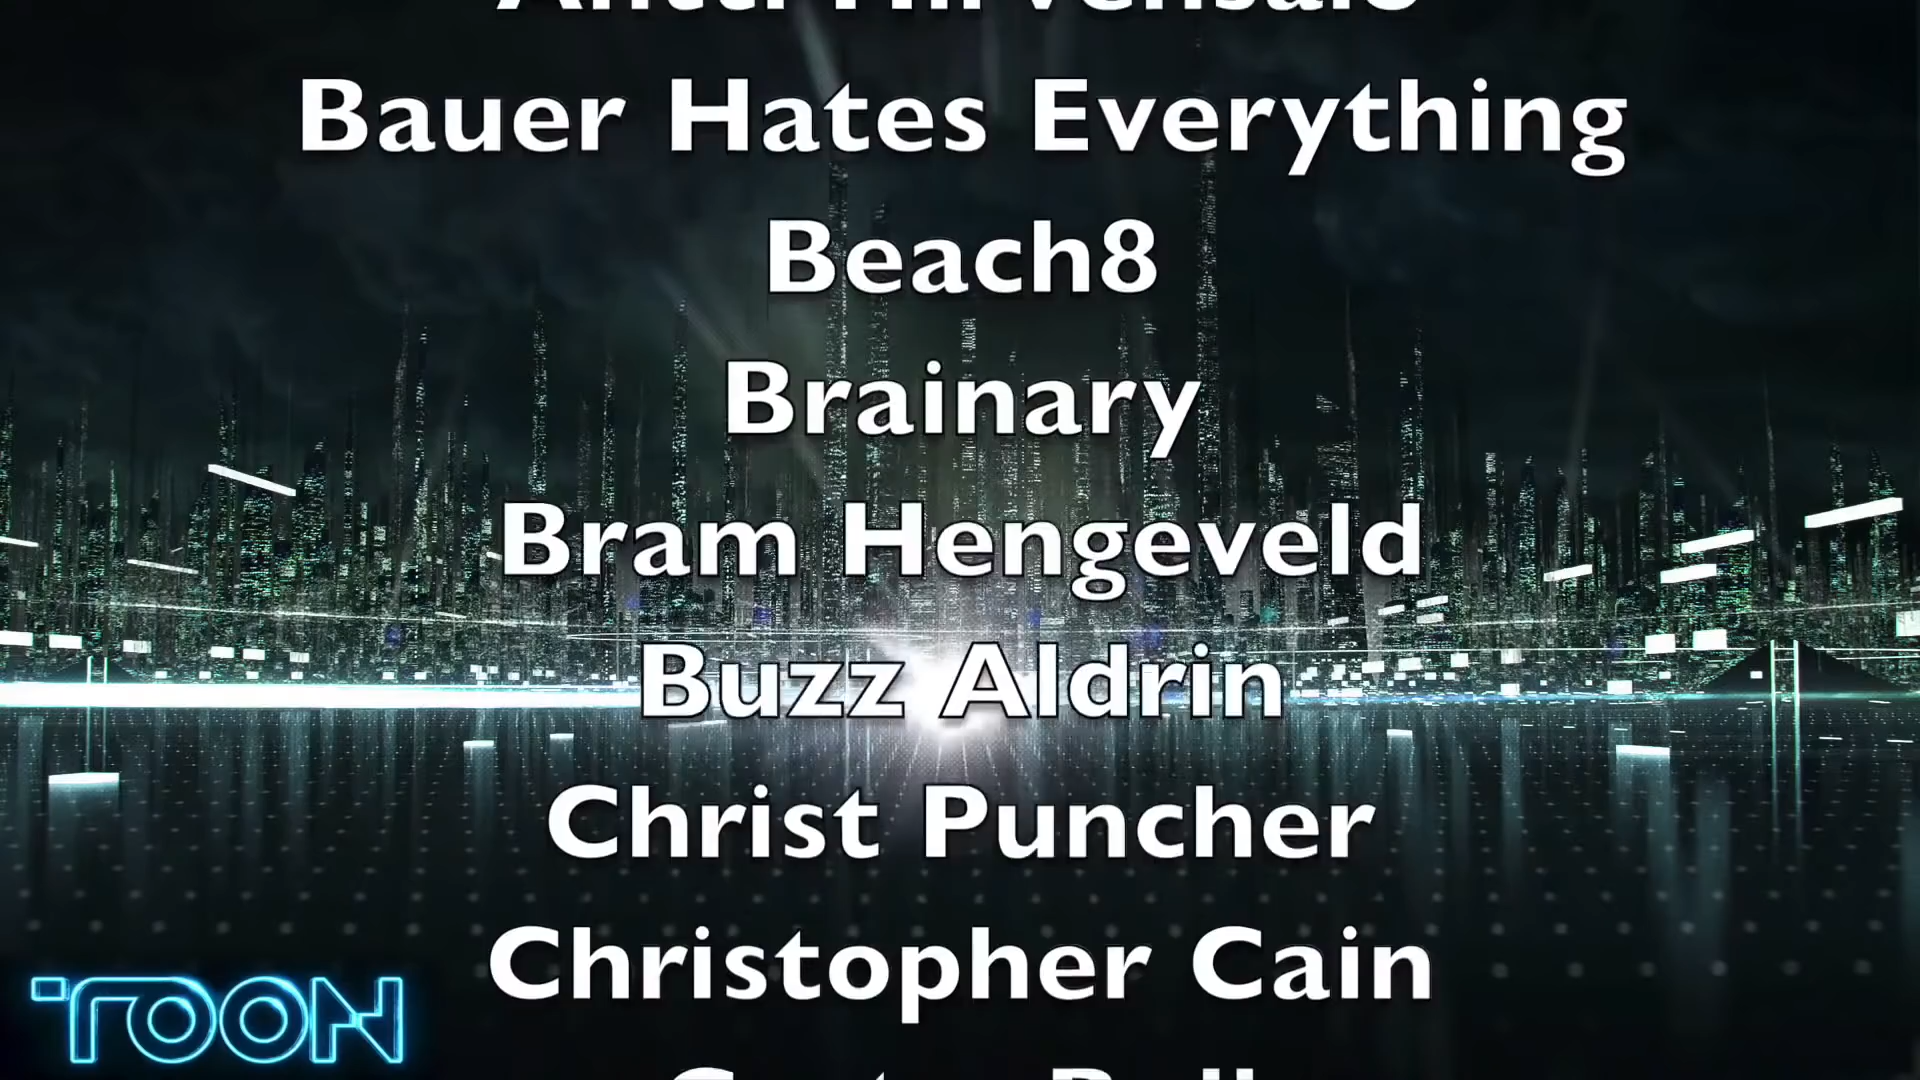 Bauer Hates Everything
Beach8
Brainary
Bram Hengeveld
Buzz Aldrin
Christ Puncher
Christopher Cain
TOON